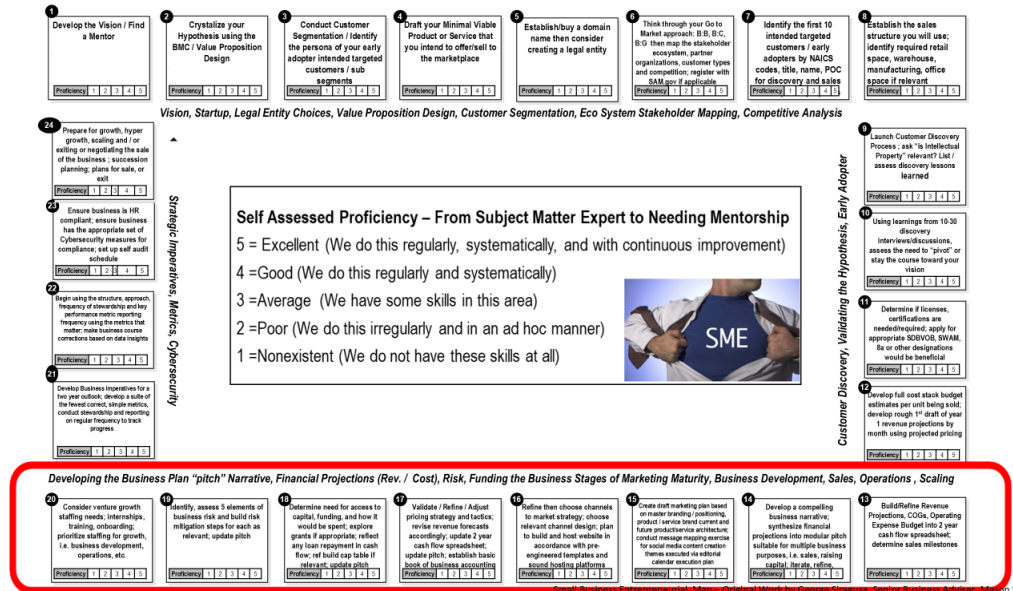 1
Develop the Vision / Find
a Mentor
Proficiency 1 2 3 4 5
2
Crystalize your
Hypothesis using the
BMC / Value Proposition
Design
Proficiency 1 2 3 4 5
3
Conduct Customer
Segmentation / Identify
the persona of your early
adopter intended targeted
customers / sub
segments
Proficiency 1 2 3 4 5
4
Draft your Minimal Viable
Product or Service that
you intend to offer/sell to
the marketplace
Proficiency 1 2 3 4 5
5
Establish/buy a domain
name then consider
creating a legal entity
Proficiency 1 2 3 4 5
6
Think through your Go to
Market approach: B:B, B:C,
B:G then map the stakeholder
ecosystem, partner
organizations, customer types
and competition; register with
SAM.gov if applicable
Proficiency 1 2 3 4 5
7
Identify the first 10
intended targeted
customers / early
adopters by NAICS
codes, title, name, POC
for discovery and sales
Proficiency 1 2 3 4 5
8
Establish the sales
structure you will use;
identify required retail
space, warehouse,
manufacturing, office
space if relevant
Proficiency 1 2 3 4 5
Vision, Startup, Legal Entity Choices, Value Proposition Design, Customer Segmentation, Eco System Stakeholder Mapping, Competitive Analysis
24
Prepare for growth, hyper
growth, scaling and / or
exiting or negotiating the sale
of the business ; succession
planning; plans for sale, or
exit
Proficiency 1 2 3 4 5
23
Ensure business is HR
compliant; ensure business
has the appropriate set of
Cybersecurity measures for
compliance; set up self audit
schedule
Proficiency 1 2 3 4 5
22
Begin using the structure, approach,
frequency of stewardship and key
performance metric reporting
frequency using the metrics that
matter; make business course
corrections based on data insights
Proficiency 1 2 3 4 5
21
Develop Business Imperatives for a
two year outlook; develop a suite of
the fewest correct, simple metrics,
conduct stewardship and reporting
on regular frequency to track
progress
Proficiency 1 2 3 4 5
Strategic Imperatives, Metrics, Cybersecurity
Self Assessed Proficiency – From Subject Matter Expert to Needing Mentorship
5 = Excellent (We do this regularly, systematically, and with continuous improvement)
4 =Good (We do this regularly and systematically)
3 =Average (We have some skills in this area)
2 =Poor (We do this irregularly and in an ad hoc manner)
1 =Nonexistent (We do not have these skills at all)
SME
Customer Discovery, Validating the Hypothesis, Early Adopter
9
Launch Customer Discovery
Process ; ask "is Intellectual
Property" relevant? List /
assess discovery lessons
learned
Proficiency 1 2 3 4 5
10
Using learnings from 10-30
discovery
interviews/discussions,
assess the need to "pivot" or
stay the course toward your
vision
Proficiency 1 2 3 4 5
11
Determine if licenses,
certifications are
needed/required; apply for
appropriate SDBVOB, SWAM,
8a or other designations
would be beneficial
Proficiency 1 2 3 4 5
12
Develop full cost stack budget
estimates per unit being sold;
develop rough 1st draft of year
1 revenue projections by
month using projected pricing
Proficiency 1 2 3 4 5
Developing the Business Plan "pitch" Narrative, Financial Projections (Rev. / Cost), Risk, Funding the Business Stages of Marketing Maturity, Business Development, Sales, Operations , Scaling
20
Consider venture growth
staffing needs; internships,
training, onboarding;
prioritize staffing for growth,
i.e. business development,
operations, etc.
Proficiency 1 2 3 4 5
19
Identify, assess 5 elements
of business risk and build risk
mitigation steps for each as
relevant; update pitch
Proficiency 1 2 3 4 5
18
Determine need for access to
capital, funding, and how it
would be spent; explore
grants if appropriate; reflect
any loan repayment in cash
flow; ref build cap table if
relevant; update pitch
Proficiency 1 2 3 4 5
17
Validate / Refine / Adjust
pricing strategy and tactics;
revise revenue forecasts
accordingly; update 2 year
cash flow spreadsheet;
update pitch; establish basic
book of business accounting
Proficiency 1 2 3 4 5
16
Refine then choose channels
to market strategy; choose
relevant channel design; plan
to build and host website in
accordance with pre-
engineered templates and
sound hosting platforms
Proficiency 1 2 3 4 5
15
Create draft marketing plan based
on master branding / positioning,
product / service brand current and
future product/service architecture;
conduct message mapping exercise
for social media content creation
themes executed via editorial
calendar execution plan
Proficiency 1 2 3 4 5
14
Develop a compelling
business narrative;
synthesize financial
projections into modular pitch
suitable for multiple business
purposes, i.e. sales, raising
capital; iterate, refine,
Proficiency 1 2 3 4 5
13
Build/Refine Revenue
Projections, COGs, Operating
Expense Budget into 2 year
cash flow spreadsheet;
determine sales milestones
Proficiency 1 2 3 4 5